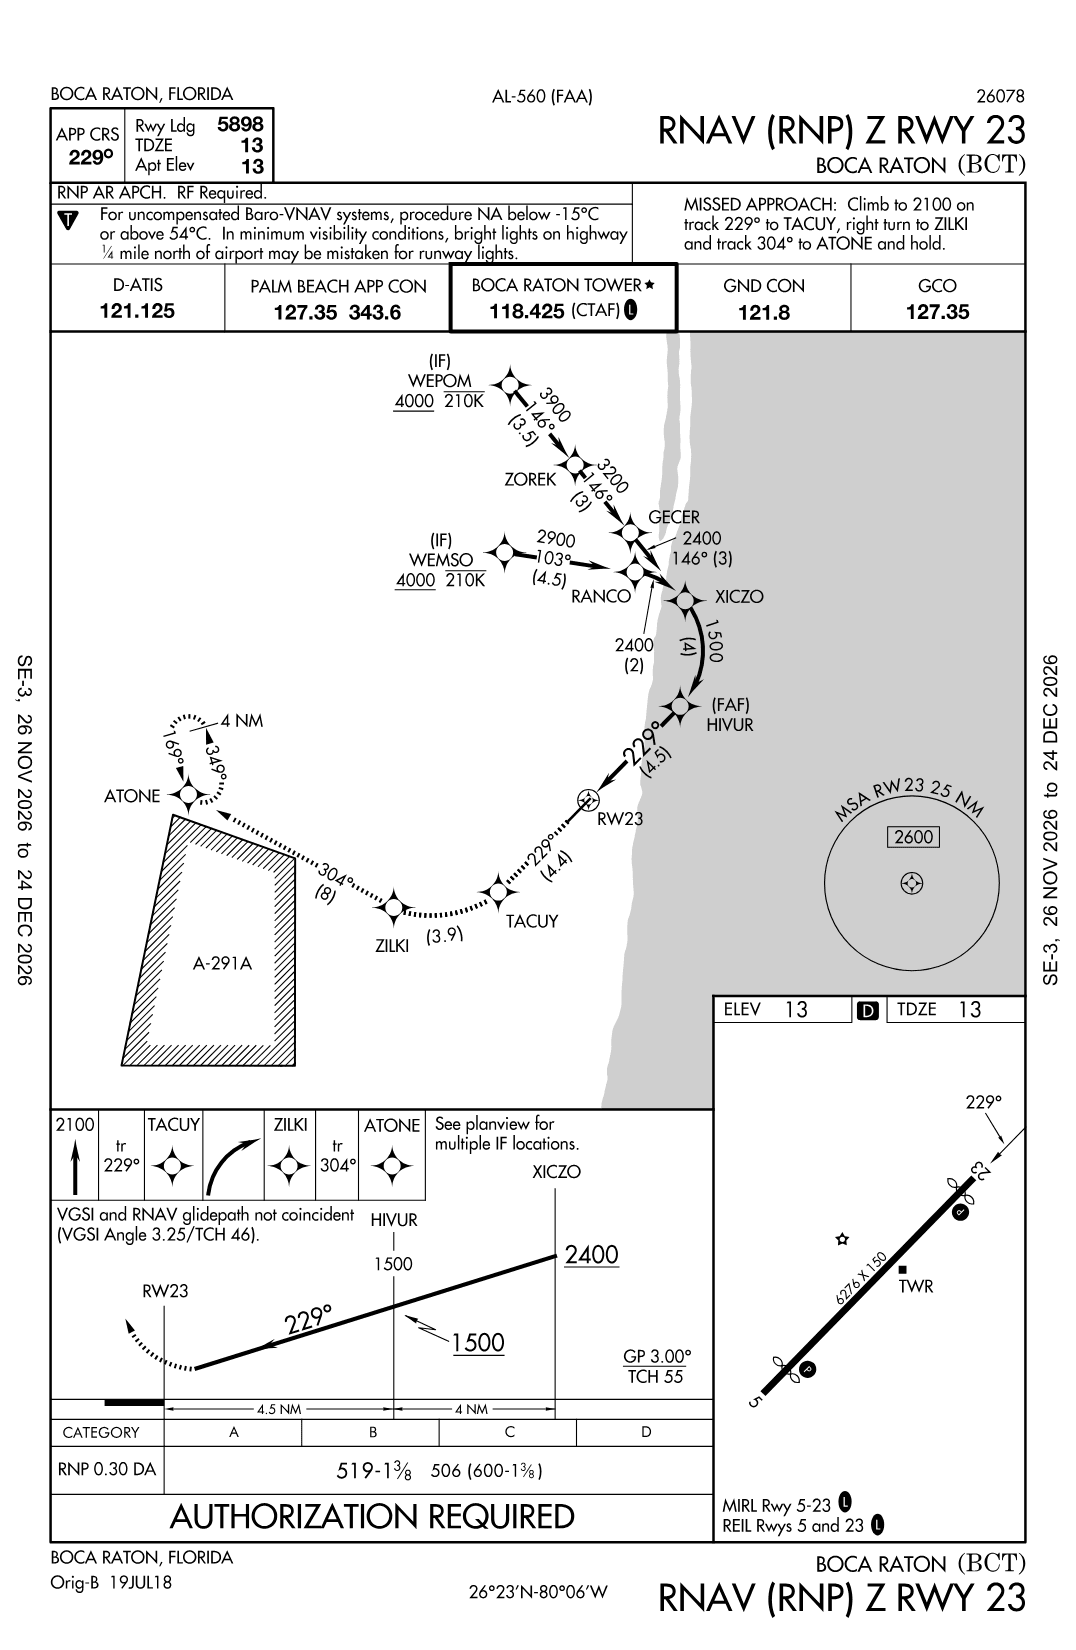 BOCA RATON, FLORIDA
AL-560 (FAA)
26078
APP CRS
229°
Rwy Ldg 5898
TDZE 13
Apt Elev 13
RNAV (RNP) Z RWY 23
BOCA RATON (BCT)
RNP AR APCH. RF Required.
T
For uncompensated Baro-VNAV systems, procedure NA below -15°C
or above 54°C. In minimum visibility conditions, bright lights on highway
¼ mile north of airport may be mistaken for runway lights.
MISSED APPROACH: Climb to 2100 on
track 229° to TACUY, right turn to ZILKI
and track 304° to ATONE and hold.
D-ATIS
121.125
PALM BEACH APP CON
127.35 343.6
BOCA RATON TOWER★
118.425 (CTAF) L
GND CON
121.8
GCO
127.35
(IF)
WEPOM
4000 210K
3900
146°
(3.5)
ZOREK
3200
146°
(3)
GECER
2400
146° (3)
(IF)
WEMSO
4000 210K
2900
103°
(4.5)
RANCO
XICZO
2400
(2)
1500
(4)
(FAF)
HIVUR
229°
(4.5)
RW23
229°
(4.4)
TACUY
(3.9)
ZILKI
304°
(8)
ATONE
4 NM
169°
349°
A-291A
MSA RW23 25 NM
2600
SE-3, 26 NOV 2026 to 24 DEC 2026
SE-3, 26 NOV 2026 to 24 DEC 2026
ELEV 13
D
TDZE 13
229°
23
P
6276 X 150
TWR
P
5
MIRL Rwy 5-23 L
REIL Rwys 5 and 23 L
2100
tr
229°
TACUY
ZILKI
tr
304°
ATONE
See planview for
multiple IF locations.
XICZO
VGSI and RNAV glidepath not coincident
(VGSI Angle 3.25/TCH 46).
HIVUR
1500
2400
RW23
229°
1500
GP 3.00°
TCH 55
4.5 NM
4 NM
CATEGORY A B C D
RNP 0.30 DA 519-1⅜ 506 (600-1⅜)
AUTHORIZATION REQUIRED
BOCA RATON, FLORIDA
Orig-B 19JUL18
26°23'N-80°06'W
BOCA RATON (BCT)
RNAV (RNP) Z RWY 23